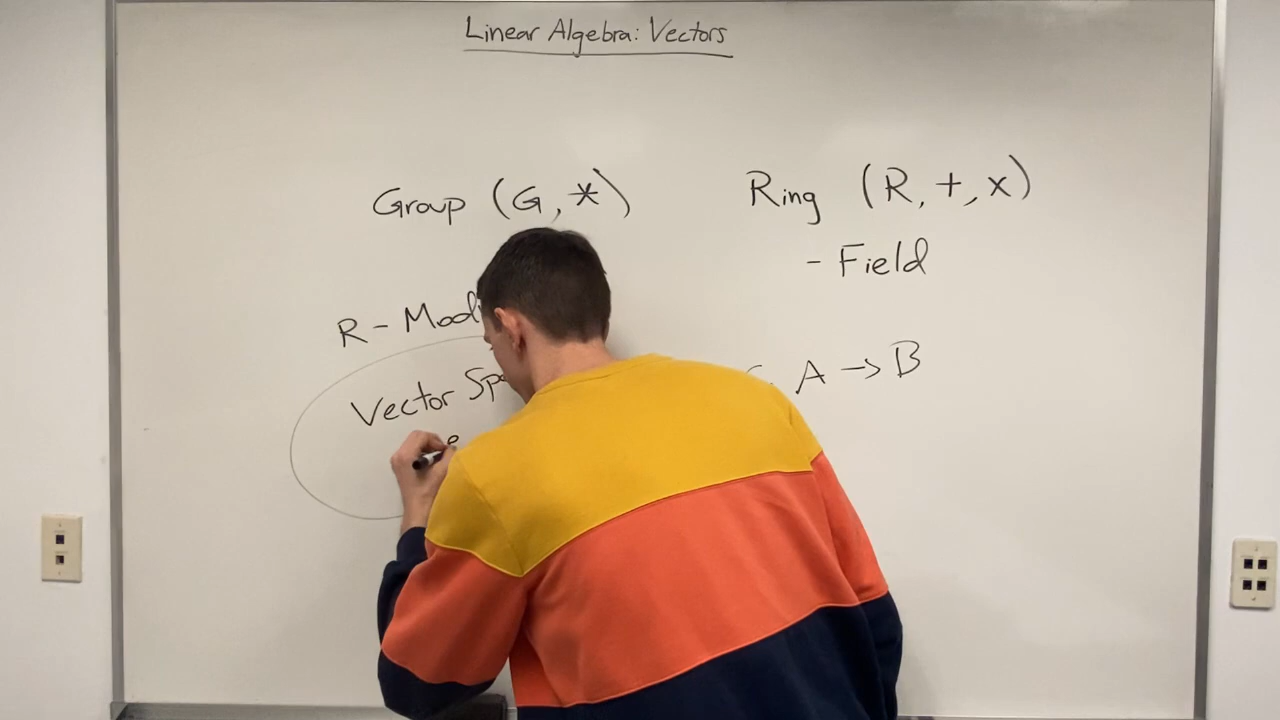 Linear Algebra: Vectors
Group (G, *)
Ring (R, +, x)
- Field
R - Mod
Vector Sp
A → B